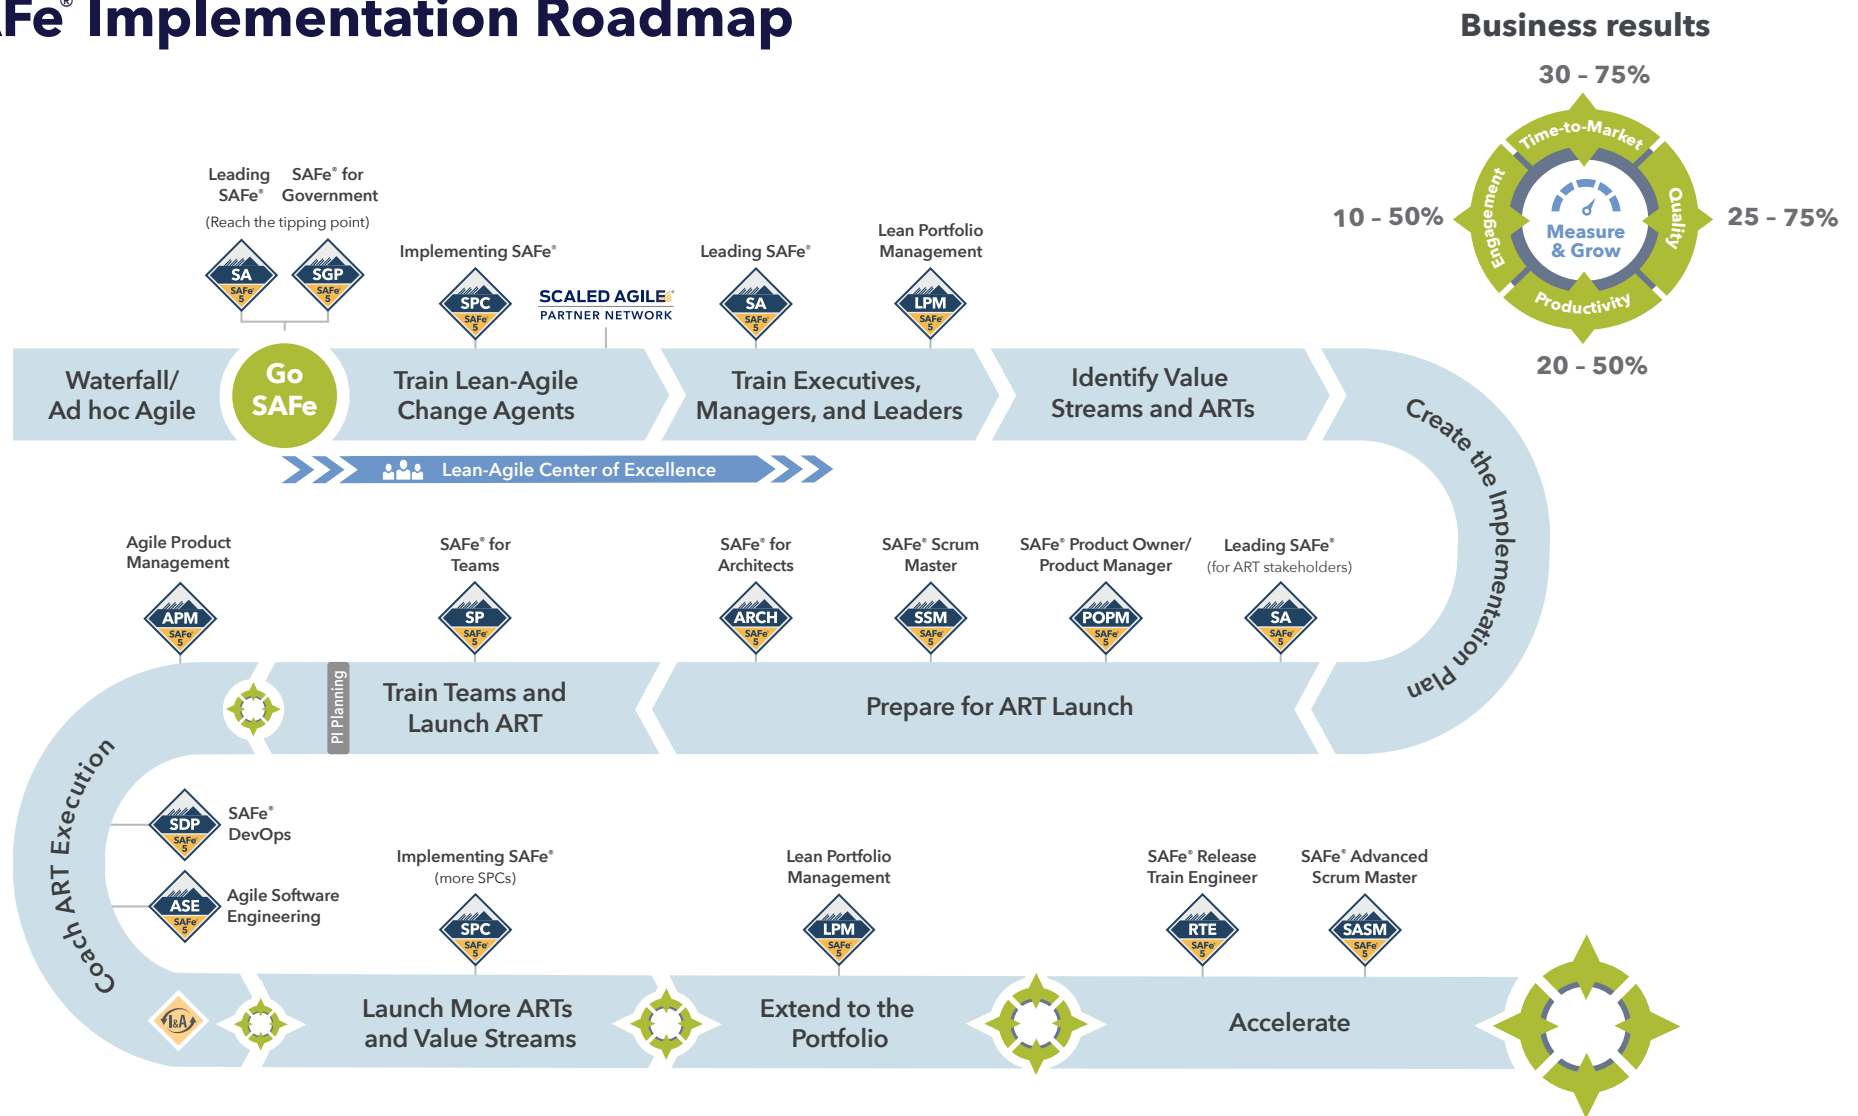 AFe® Implementation Roadmap
Business results
30 – 75%
Time-to-Market
Engagement
Quality
Productivity
10 – 50%
25 – 75%
Measure
& Grow
20 – 50%
Leading
SAFe®
SAFe® for
Government
(Reach the tipping point)
SA
SAFe®
5
SGP
SAFe®
5
Implementing SAFe®
SPC
SAFe®
5
SCALED AGILE®
PARTNER NETWORK
Leading SAFe®
SA
SAFe®
5
Lean Portfolio
Management
LPM
SAFe®
5
Waterfall/
Ad hoc Agile
Go
SAFe
Train Lean-Agile
Change Agents
Train Executives,
Managers, and Leaders
Identify Value
Streams and ARTs
Create the Implementation Plan
Lean-Agile Center of Excellence
Agile Product
Management
APM
SAFe®
5
SAFe® for
Teams
SP
SAFe®
5
SAFe® for
Architects
ARCH
SAFe®
5
SAFe® Scrum
Master
SSM
SAFe®
5
SAFe® Product Owner/
Product Manager
POPM
SAFe®
5
Leading SAFe®
(for ART stakeholders)
SA
SAFe®
5
PI Planning
Train Teams and
Launch ART
Prepare for ART Launch
Coach ART Execution
SDP
SAFe®
5
SAFe®
DevOps
ASE
SAFe®
5
Agile Software
Engineering
Implementing SAFe®
(more SPCs)
SPC
SAFe®
5
Lean Portfolio
Management
LPM
SAFe®
5
SAFe® Release
Train Engineer
RTE
SAFe®
5
SAFe® Advanced
Scrum Master
SASM
SAFe®
5
I&A
Launch More ARTs
and Value Streams
Extend to the
Portfolio
Accelerate